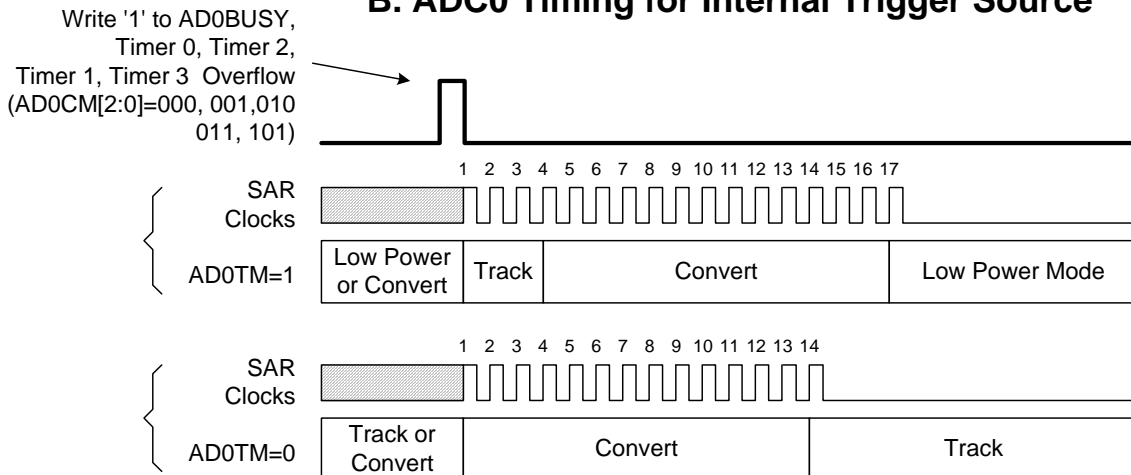 B. ADC0 Timing for Internal Trigger Source
Write '1' to AD0BUSY,
Timer 0, Timer 2,
Timer 1, Timer 3 Overflow
(AD0CM[2:0]=000, 001,010
011, 101)
1 2 3 4 5 6 7 8 9 10 11 12 13 14 15 16 17
SAR
Clocks
AD0TM=1
Low Power
or Convert
Track
Convert
Low Power Mode
1 2 3 4 5 6 7 8 9 10 11 12 13 14
SAR
Clocks
AD0TM=0
Track or
Convert
Convert
Track